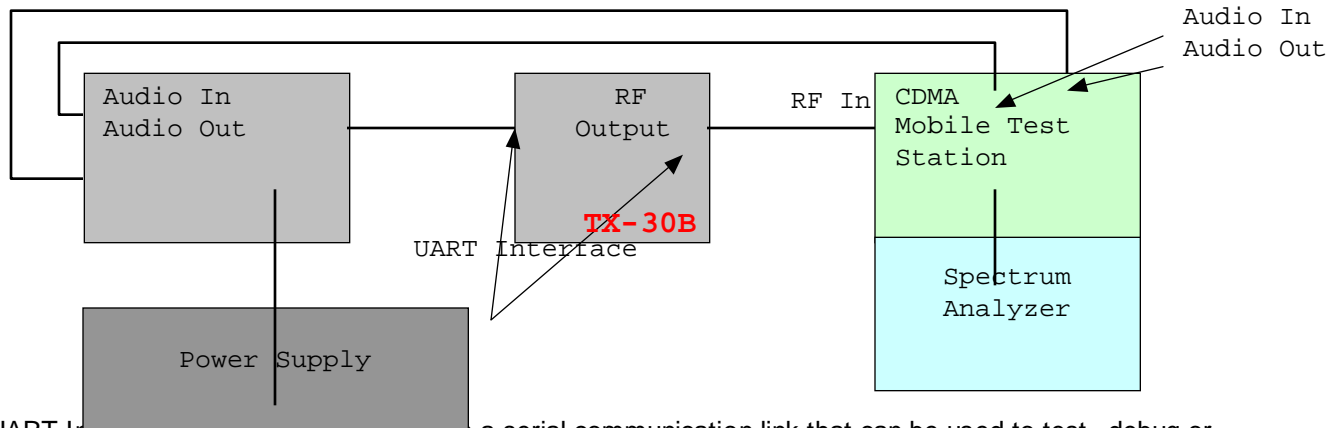 Audio In
Audio Out
Audio In
Audio Out
RF
Output
TX-30B
RF In
CDMA
Mobile Test
Station
UART Interface
Spectrum
Analyzer
Power Supply
a serial communication link that can be used to test, debug or